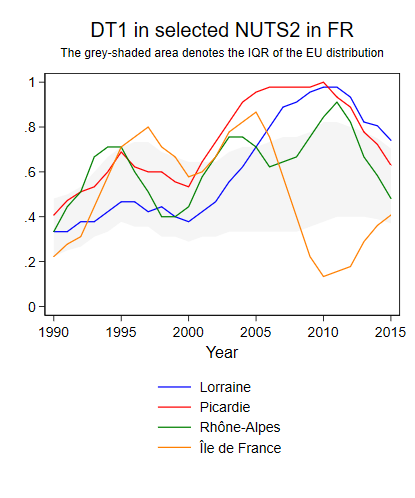 DT1 in selected NUTS2 in FR
The grey-shaded area denotes the IQR of the EU distribution
1
.8
.6
.4
.2
0
1990 1995 2000 2005 2010 2015
Year
Lorraine
Picardie
Rhône-Alpes
Île de France